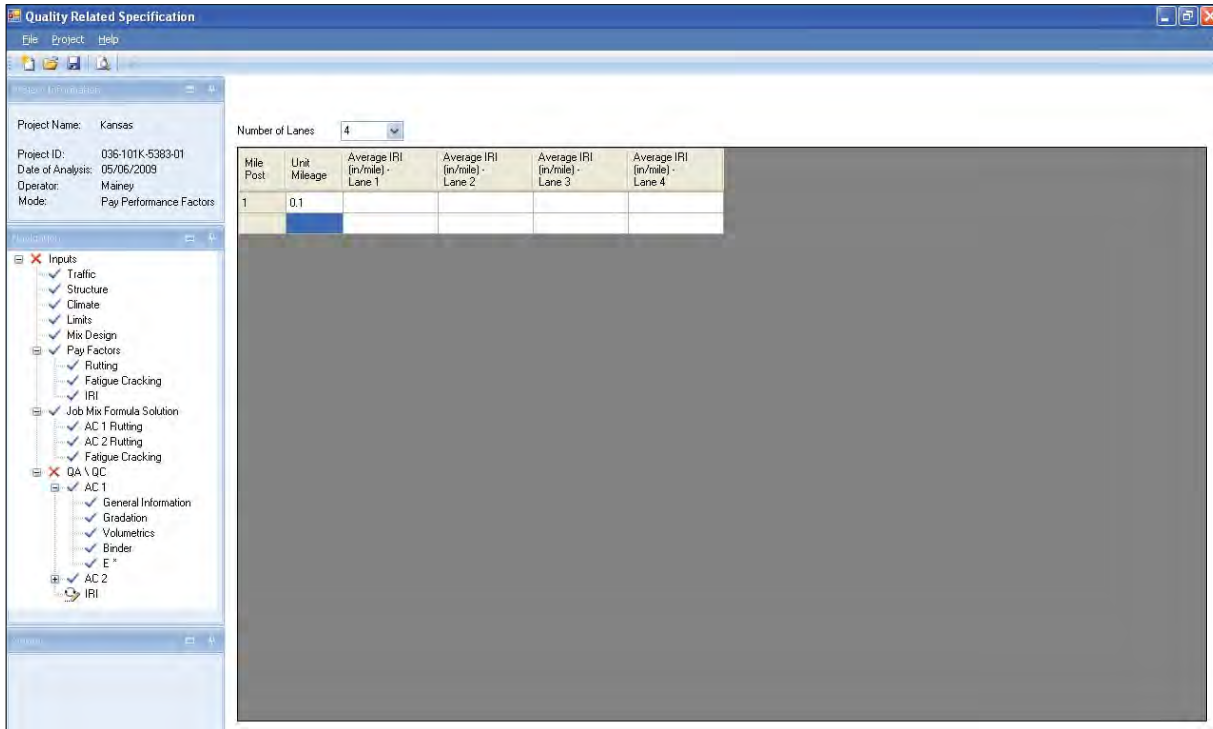 Quality Related Specification
File Project Help
Project Information
Project Name: Kansas
Project ID: 036-101K-5383-01
Date of Analysis: 05/06/2009
Operator: Mainey
Mode: Pay Performance Factors
Navigation
Inputs
Traffic
Structure
Climate
Limits
Mix Design
Pay Factors
Rutting
Fatigue Cracking
IRI
Job Mix Formula Solution
AC 1 Rutting
AC 2 Rutting
Fatigue Cracking
QA \ QC
AC 1
General Information
Gradation
Volumetrics
Binder
E *
AC 2
IRI
Number of Lanes 4
Mile Post
Unit Mileage
Average IRI (in/mile) - Lane 1
Average IRI (in/mile) - Lane 2
Average IRI (in/mile) - Lane 3
Average IRI (in/mile) - Lane 4
1 0.1